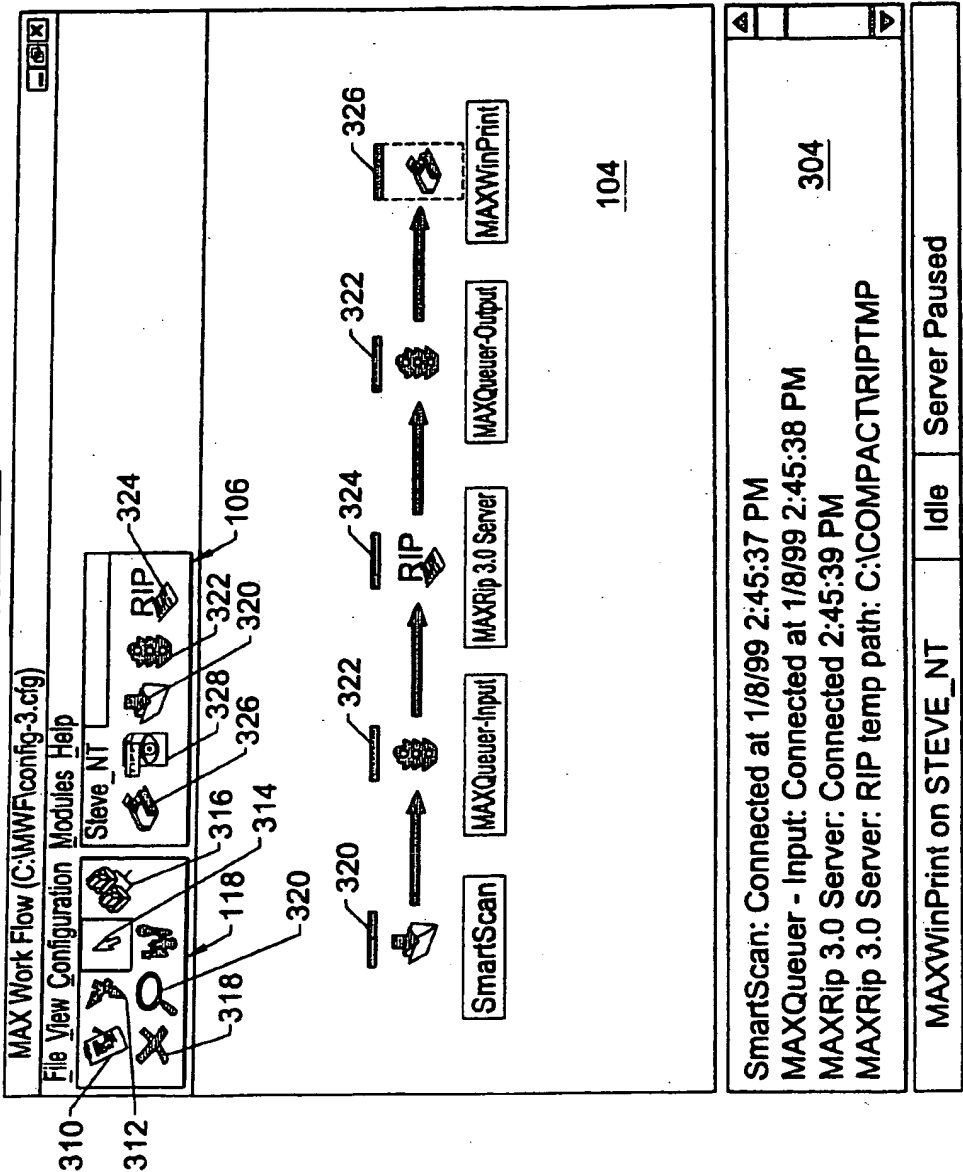 MAX Work Flow (C:\MWF\config-3.cfg)
File View Configuration Modules Help
Steve_NT
RIP
324
106
322
320
328
326
316
314
118
320
318
310
312
320
322
324
322
326
RIP
SmartScan
MAXQueuer-Input
MAXRip 3.0 Server
MAXQueuer-Output
MAXWinPrint
104
SmartScan: Connected at 1/8/99 2:45:37 PM
MAXQueuer - Input: Connected at 1/8/99 2:45:38 PM
MAXRip 3.0 Server: Connected 2:45:39 PM
MAXRip 3.0 Server: RIP temp path: C:\COMPACT\RIPTMP
304
MAXWinPrint on STEVE_NT
Idle
Server Paused